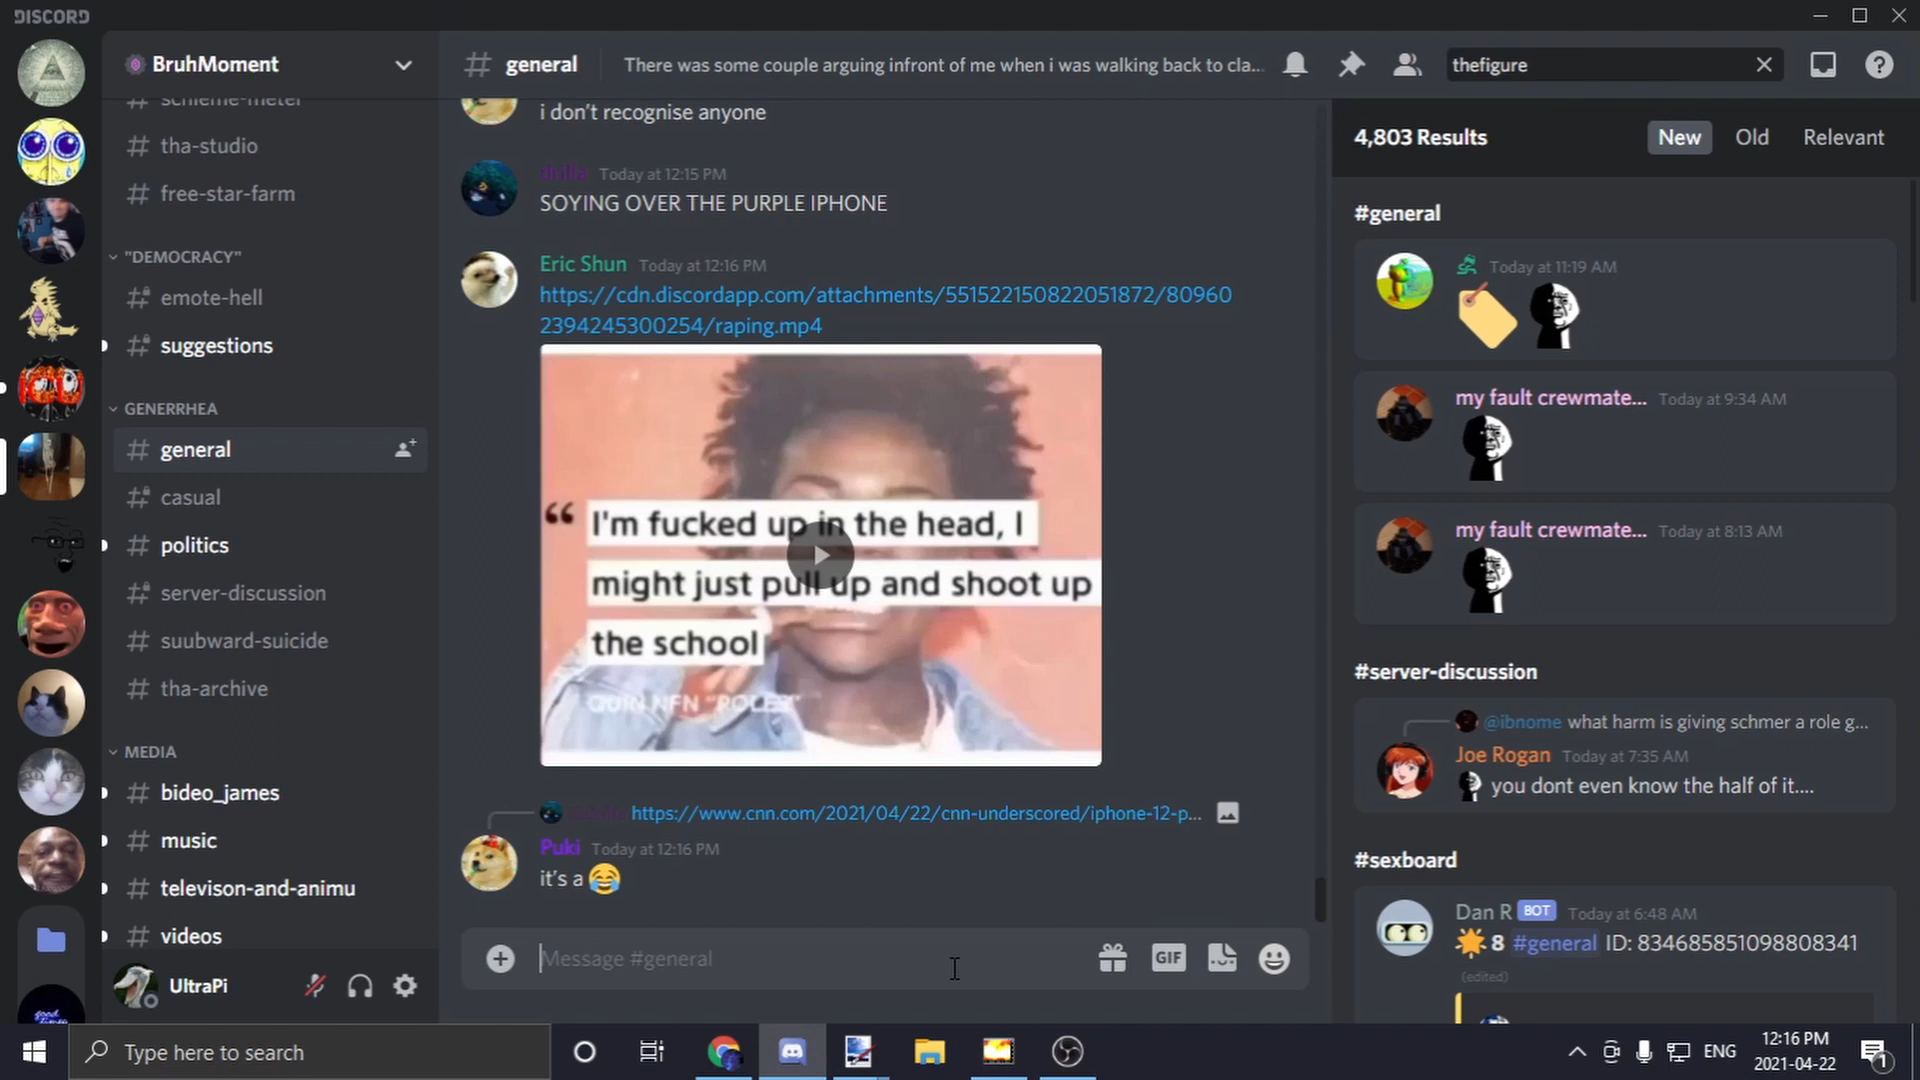 DISCORD
BruhMoment
# general
There was some couple arguing infront of me when i was walking back to cla...
thefigure
schieme-meter
tha-studio
free-star-farm
"DEMOCRACY"
emote-hell
suggestions
GENERRHEA
general
casual
politics
server-discussion
suubward-suicide
tha-archive
MEDIA
bideo_james
music
televison-and-animu
videos
UltraPi
i don't recognise anyone
Today at 12:15 PM
SOYING OVER THE PURPLE IPHONE
Eric Shun Today at 12:16 PM
https://cdn.discordapp.com/attachments/551522150822051872/80960
2394245300254/raping.mp4
“ I'm fucked up in the head, I
might just pull up and shoot up
the school
QUIN NFN "POLES"
https://www.cnn.com/2021/04/22/cnn-underscored/iphone-12-p...
Puki Today at 12:16 PM
it's a 😂
Message #general
GIF
4,803 Results
New Old Relevant
#general
Today at 11:19 AM
my fault crewmate... Today at 9:34 AM
my fault crewmate... Today at 8:13 AM
#server-discussion
@ibnome what harm is giving schmer a role g...
Joe Rogan Today at 7:35 AM
you dont even know the half of it....
#sexboard
Dan R BOT Today at 6:48 AM
8 #general ID: 834685851098808341
(edited)
Type here to search
ENG
12:16 PM
2021-04-22
1